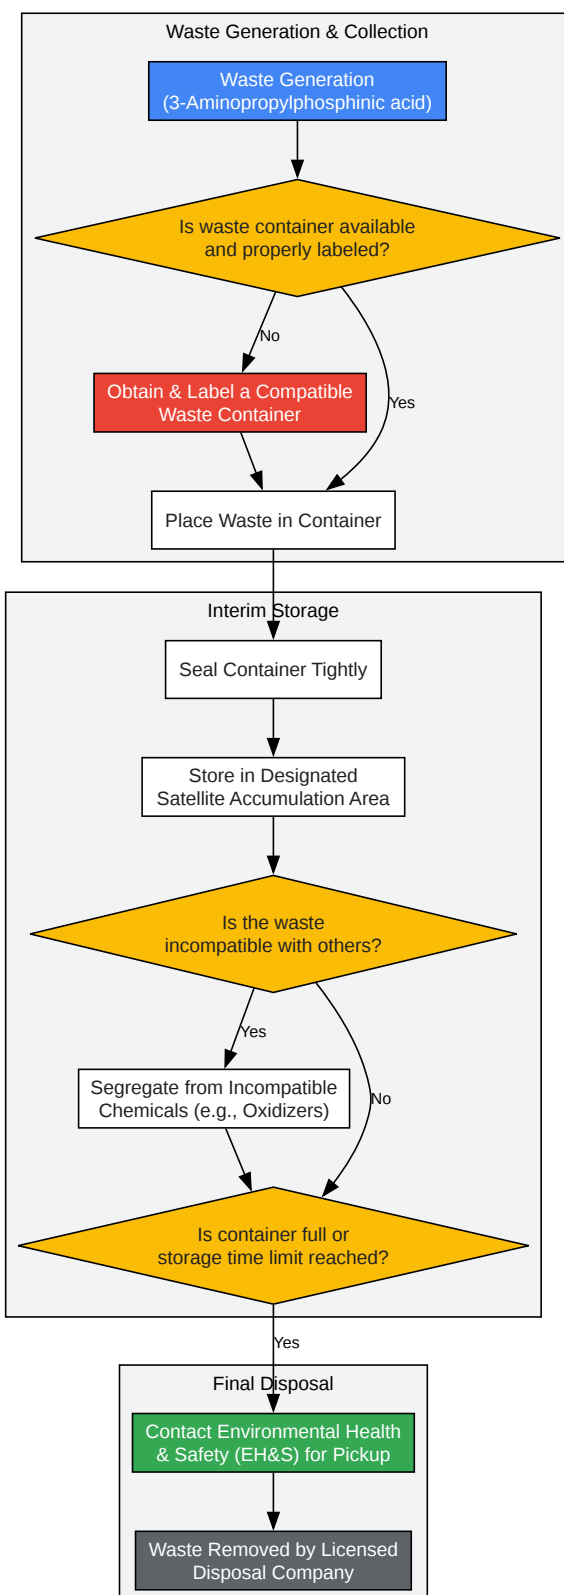 Waste Generation & Collection
Waste Generation
(3-Aminopropylphosphinic acid)
Is waste container available
and properly labeled?
No
Obtain & Label a Compatible
Waste Container
Yes
Place Waste in Container
Interim Storage
Seal Container Tightly
Store in Designated
Satellite Accumulation Area
Is the waste
incompatible with others?
Yes
Segregate from Incompatible
Chemicals (e.g., Oxidizers)
No
Is container full or
storage time limit reached?
Yes
Final Disposal
Contact Environmental Health
& Safety (EH&S) for Pickup
Waste Removed by Licensed
Disposal Company